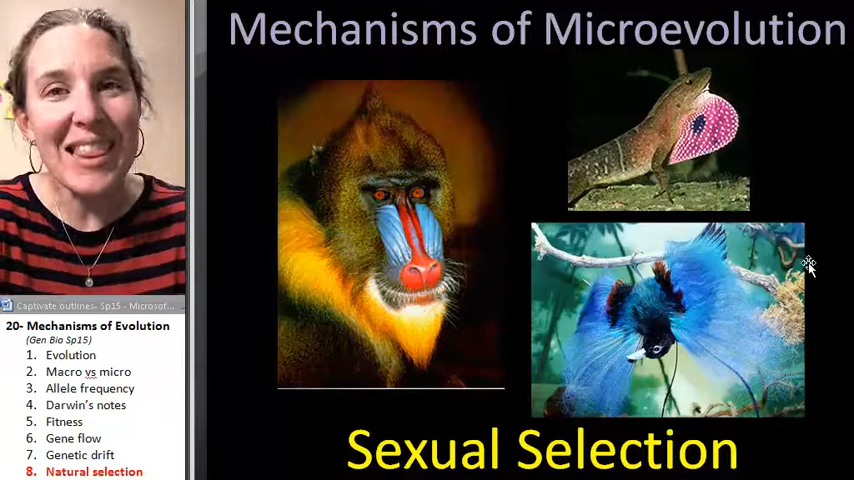 Mechanisms of Microevolution
Captivate outlines- Sp15 - Microsof...
20- Mechanisms of Evolution
(Gen Bio Sp15)
1. Evolution
2. Macro vs micro
3. Allele frequency
4. Darwin's notes
5. Fitness
6. Gene flow
7. Genetic drift
8. Natural selection
Sexual Selection